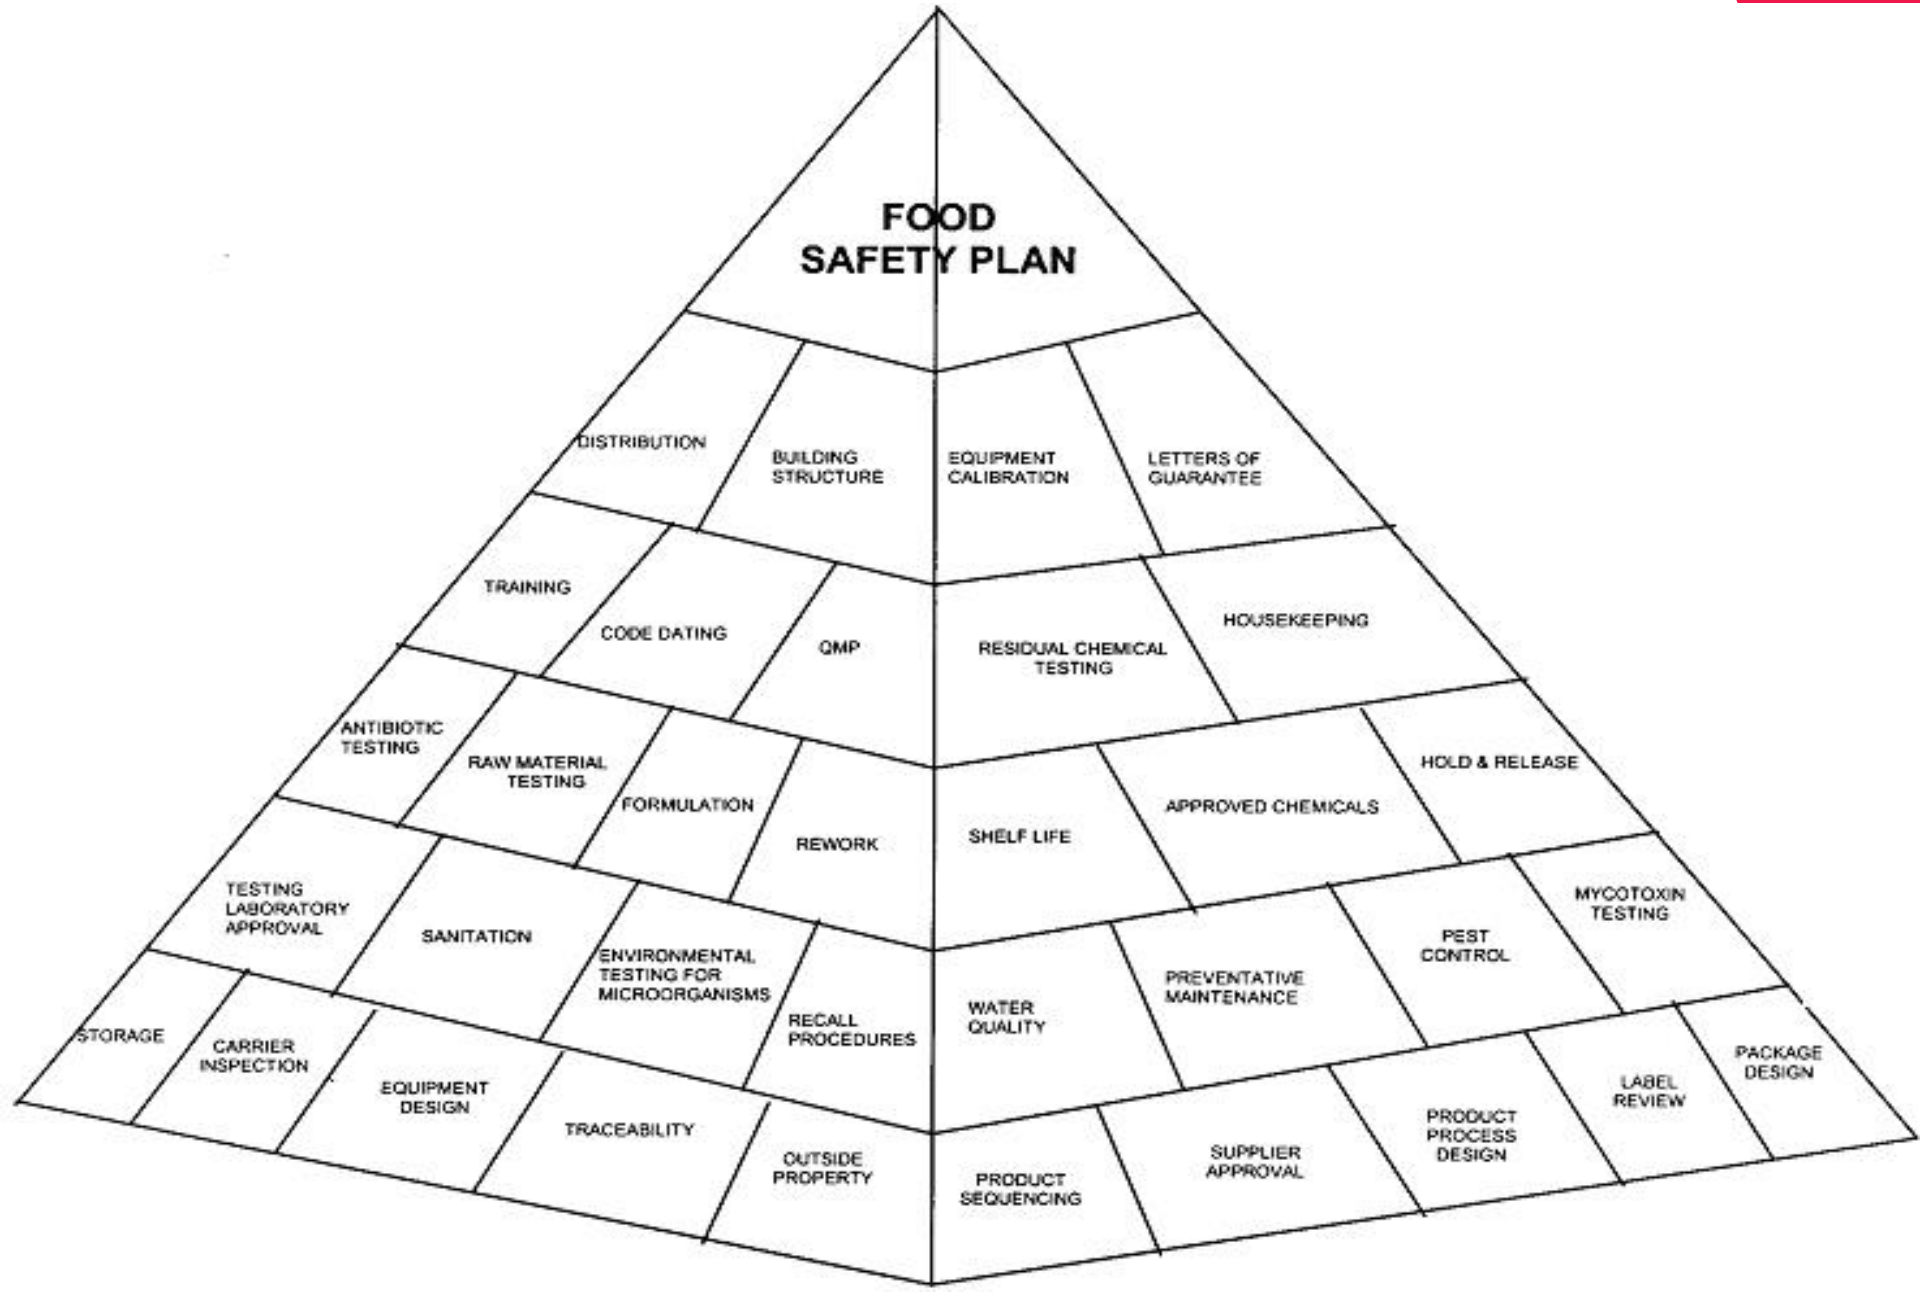 FOOD
SAFETY PLAN
DISTRIBUTION
BUILDING
STRUCTURE
EQUIPMENT
CALIBRATION
LETTERS OF
GUARANTEE
TRAINING
CODE DATING
QMP
RESIDUAL CHEMICAL
TESTING
HOUSEKEEPING
ANTIBIOTIC
TESTING
RAW MATERIAL
TESTING
FORMULATION
REWORK
SHELF LIFE
APPROVED CHEMICALS
HOLD & RELEASE
TESTING
LABORATORY
APPROVAL
SANITATION
ENVIRONMENTAL
TESTING FOR
MICROORGANISMS
RECALL
PROCEDURES
WATER
QUALITY
PREVENTATIVE
MAINTENANCE
PEST
CONTROL
MYCOTOXIN
TESTING
STORAGE
CARRIER
INSPECTION
EQUIPMENT
DESIGN
TRACEABILITY
OUTSIDE
PROPERTY
PRODUCT
SEQUENCING
SUPPLIER
APPROVAL
PRODUCT
PROCESS
DESIGN
LABEL
REVIEW
PACKAGE
DESIGN